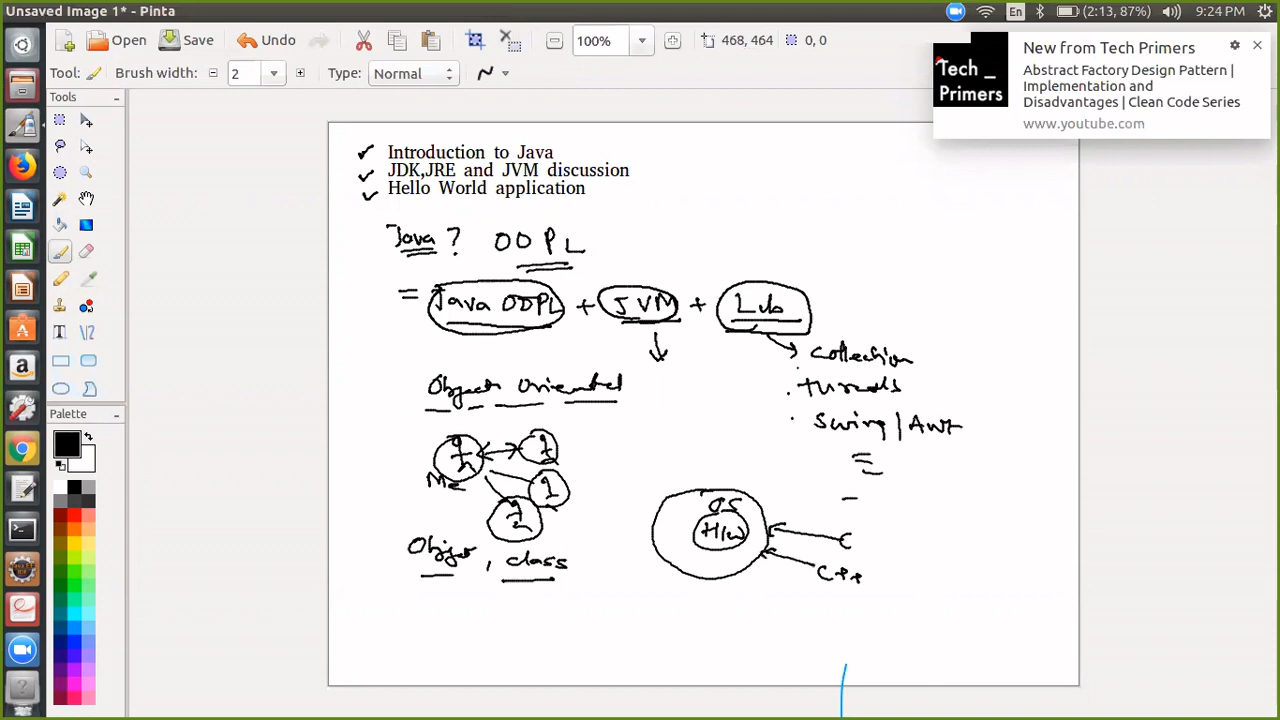 Unsaved Image 1* - Pinta
En (2:13, 87%) 9:24 PM
Open Save Undo 100% 468, 464 0, 0
Tool: Brush width: 2 Type: Normal
Tools
Palette
New from Tech Primers
Abstract Factory Design Pattern |
Implementation and
Disadvantages | Clean Code Series
www.youtube.com
Tech _
Primers
Introduction to Java
JDK,JRE and JVM discussion
Hello World application
Java? OOPL
= Java OOPL + JVM + Lib
Collection
Swing | Awt
Object Oriented
Me
Object, class
OS
H/W
C
C++